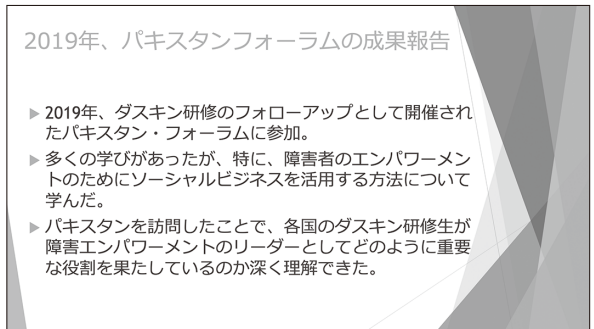 2019年、パキスタンフォーラムの成果報告
▶ 2019年、ダスキン研修のフォローアップとして開催され
たパキスタン・フォーラムに参加。
▶ 多くの学びがあったが、特に、障害者のエンパワーメン
トのためにソーシャルビジネスを活用する方法について
学んだ。
▶ パキスタンを訪問したことで、各国のダスキン研修生が
障害エンパワーメントのリーダーとしてどのように重要
な役割を果たしているのか深く理解できた。